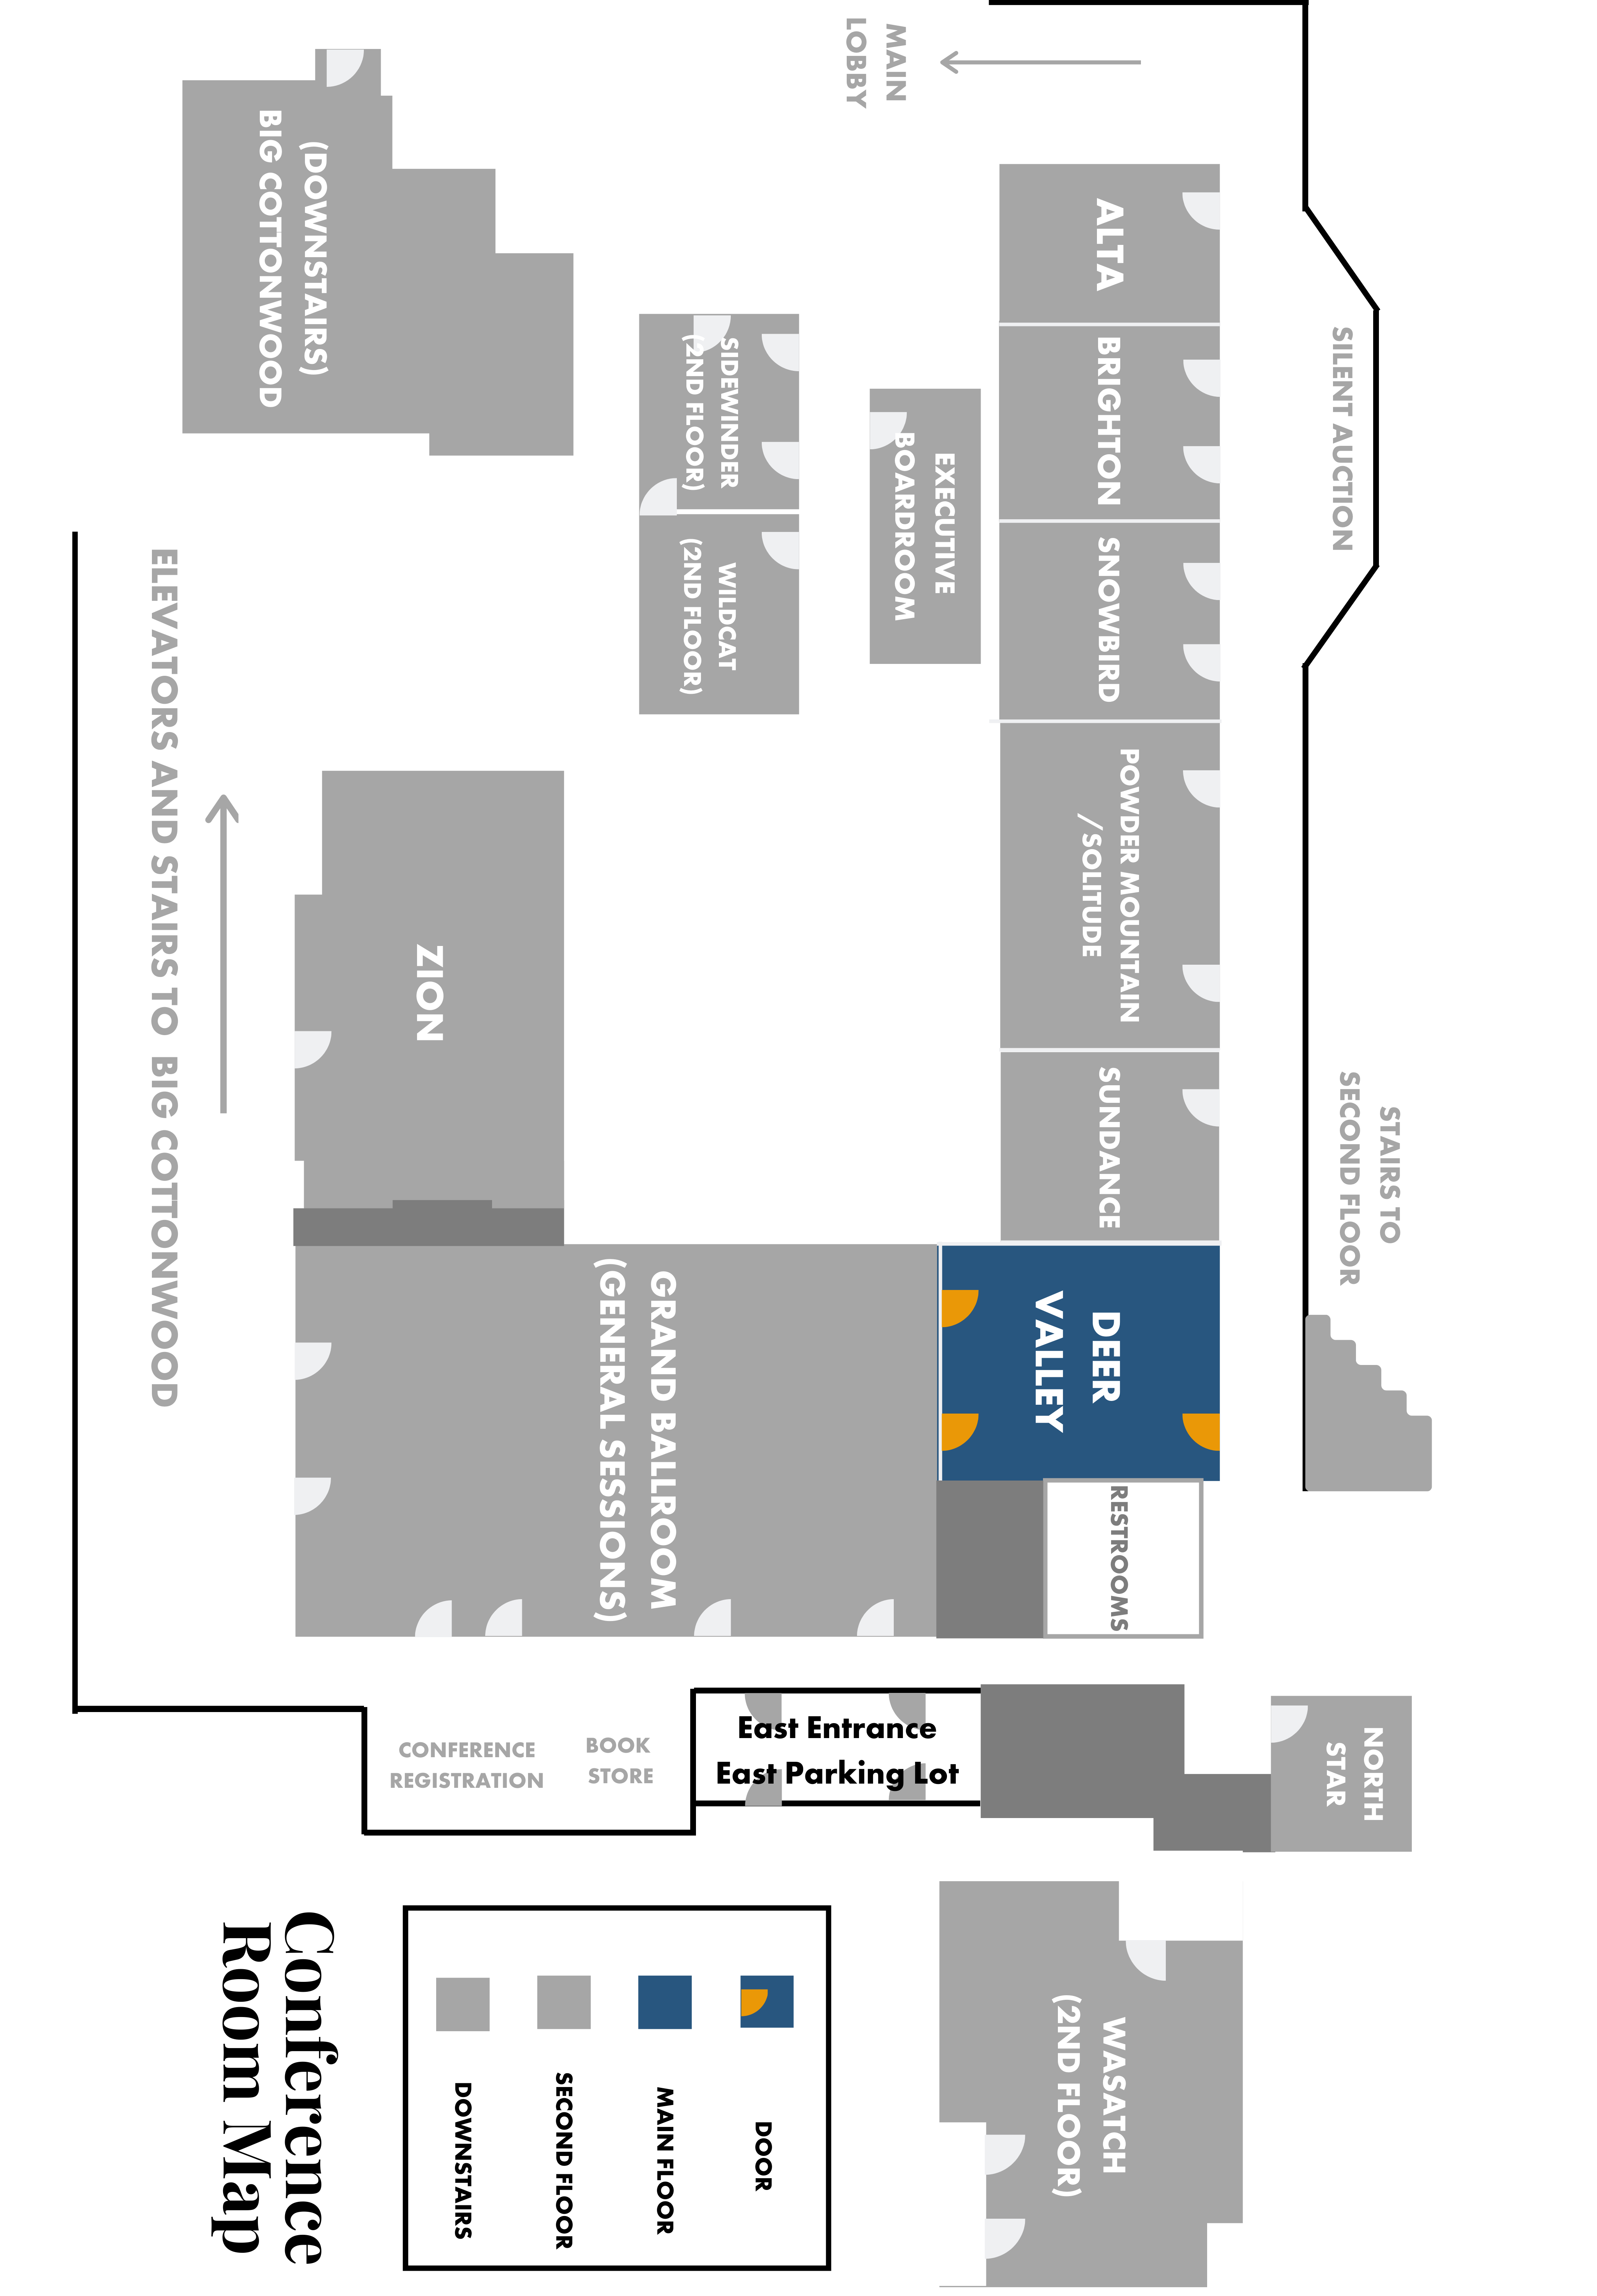 MAIN
LOBBY
(DOWNSTAIRS)
BIG COTTONWOOD
ALTA
BRIGHTON
SNOWBIRD
POWDER MOUNTAIN
/SOLITUDE
SUNDANCE
SILENT AUCTION
SIDEWINDER
(2ND FLOOR)
WILDCAT
(2ND FLOOR)
EXECUTIVE
BOARDROOM
ELEVATORS AND STAIRS TO BIG COTTONWOOD
ZION
STAIRS TO
SECOND FLOOR
GRAND BALLROOM
(GENERAL SESSIONS)
DEER
VALLEY
RESTROOMS
CONFERENCE
REGISTRATION
BOOK
STORE
East Entrance
East Parking Lot
NORTH
STAR
WASATCH
(2ND FLOOR)
DOOR
MAIN FLOOR
SECOND FLOOR
DOWNSTAIRS
Conference
Room Map